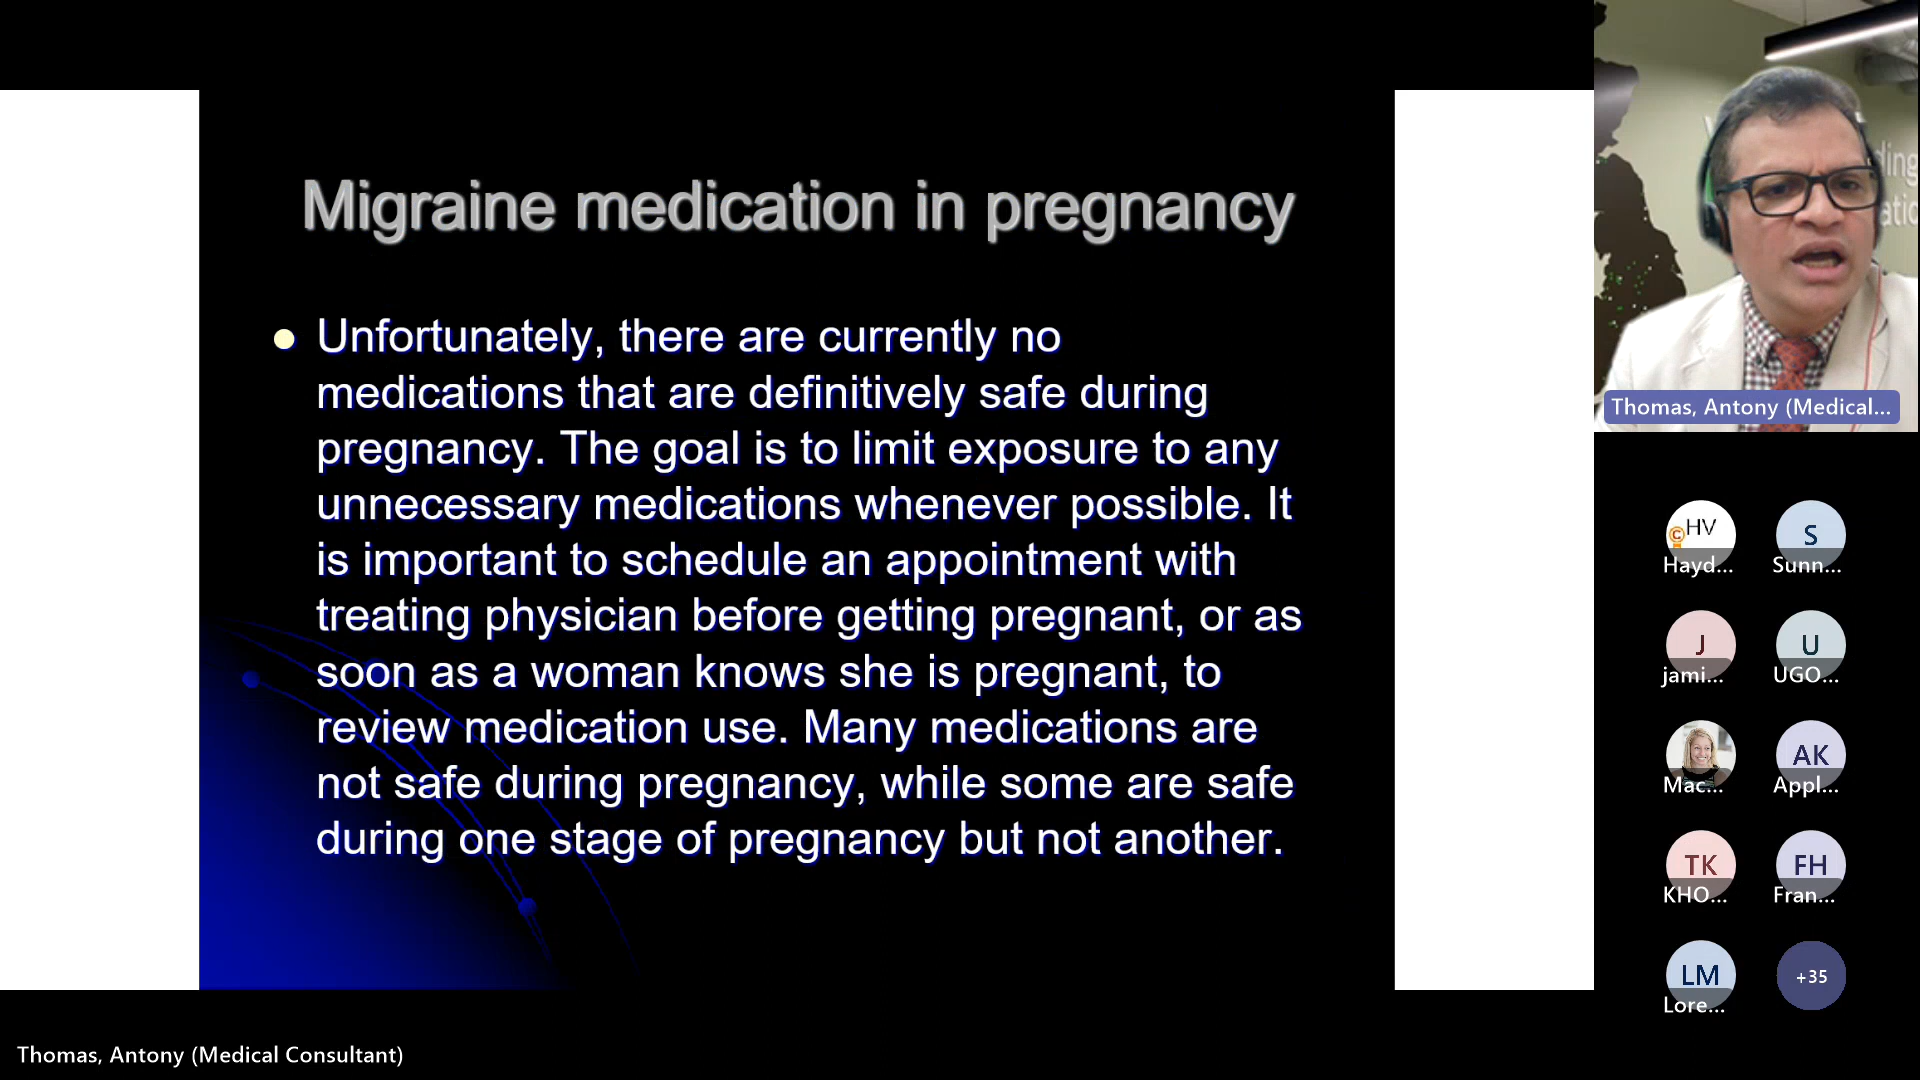 Migraine medication in pregnancy
Unfortunately, there are currently no
medications that are definitively safe during
pregnancy. The goal is to limit exposure to any
unnecessary medications whenever possible. It
is important to schedule an appointment with
treating physician before getting pregnant, or as
soon as a woman knows she is pregnant, to
review medication use. Many medications are
not safe during pregnancy, while some are safe
during one stage of pregnancy but not another.
Thomas, Antony (Medical Consultant)
ding
atic
Thomas, Antony (Medical...
HV
C
Hayd...
S
Sunn...
J
jami...
U
UGO...
Mac...
AK
Appl...
TK
KHO...
FH
Fran...
LM
Lore...
+35